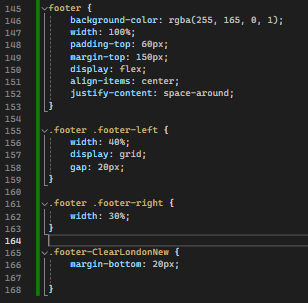 145 footer {
146 background-color: rgba(255, 165, 0, 1);
147 width: 100%;
148 padding-top: 60px;
149 margin-top: 150px;
150 display: flex;
151 align-items: center;
152 justify-content: space-around;
153 }
154
155 .footer .footer-left {
156 width: 40%;
157 display: grid;
158 gap: 20px;
159 }
160
161 .footer .footer-right {
162 width: 30%;
163 }
164
165 .footer-ClearLondonNew {
166 margin-bottom: 20px;
167
168 }